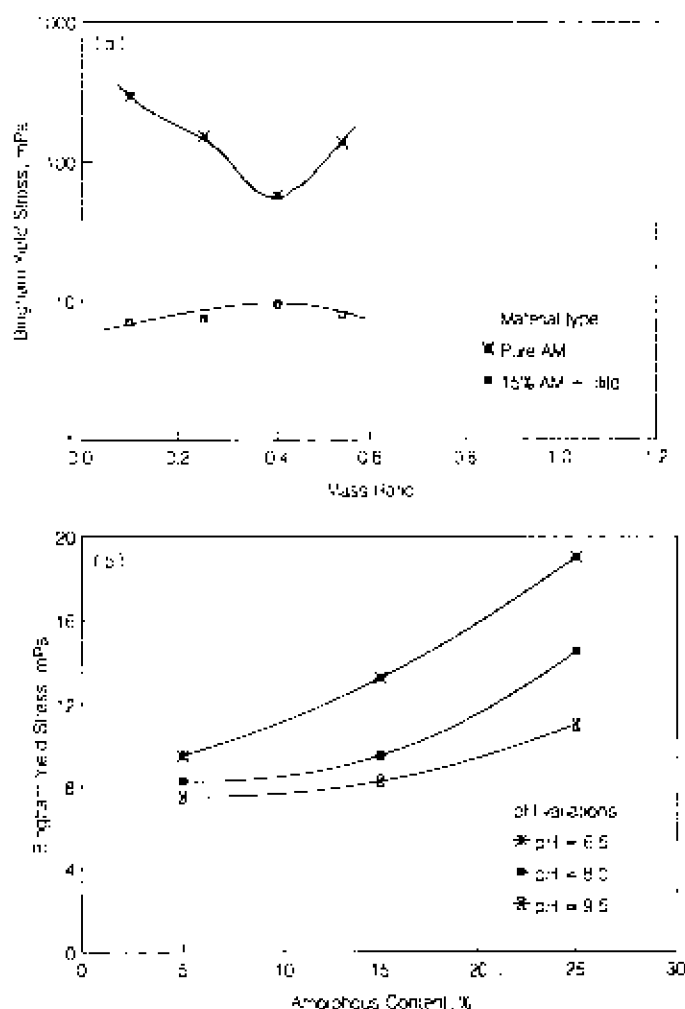 1000
(a)
100
10
Bingham Yield Stress, mPa
Material type
Pure AM
15% AM
0.0 0.2 0.4 0.6 0.8 1.0 1.2
Mass Ratio
20
(b)
16
12
8
4
0
Bingham Yield Stress, mPa
pH variations
pH = 6.5
pH = 8.0
pH = 9.5
0 5 10 15 20 25 30
Amorphous Content, %